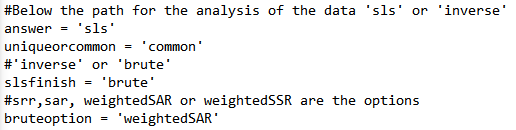 #Below the path for the analysis of the data 'sls' or 'inverse'
answer = 'sls'
uniqueorcommon = 'common'
#'inverse' or 'brute'
slsfinish = 'brute'
#srr,sar, weightedSAR or weightedSSR are the options
bruteoption = 'weightedSAR'